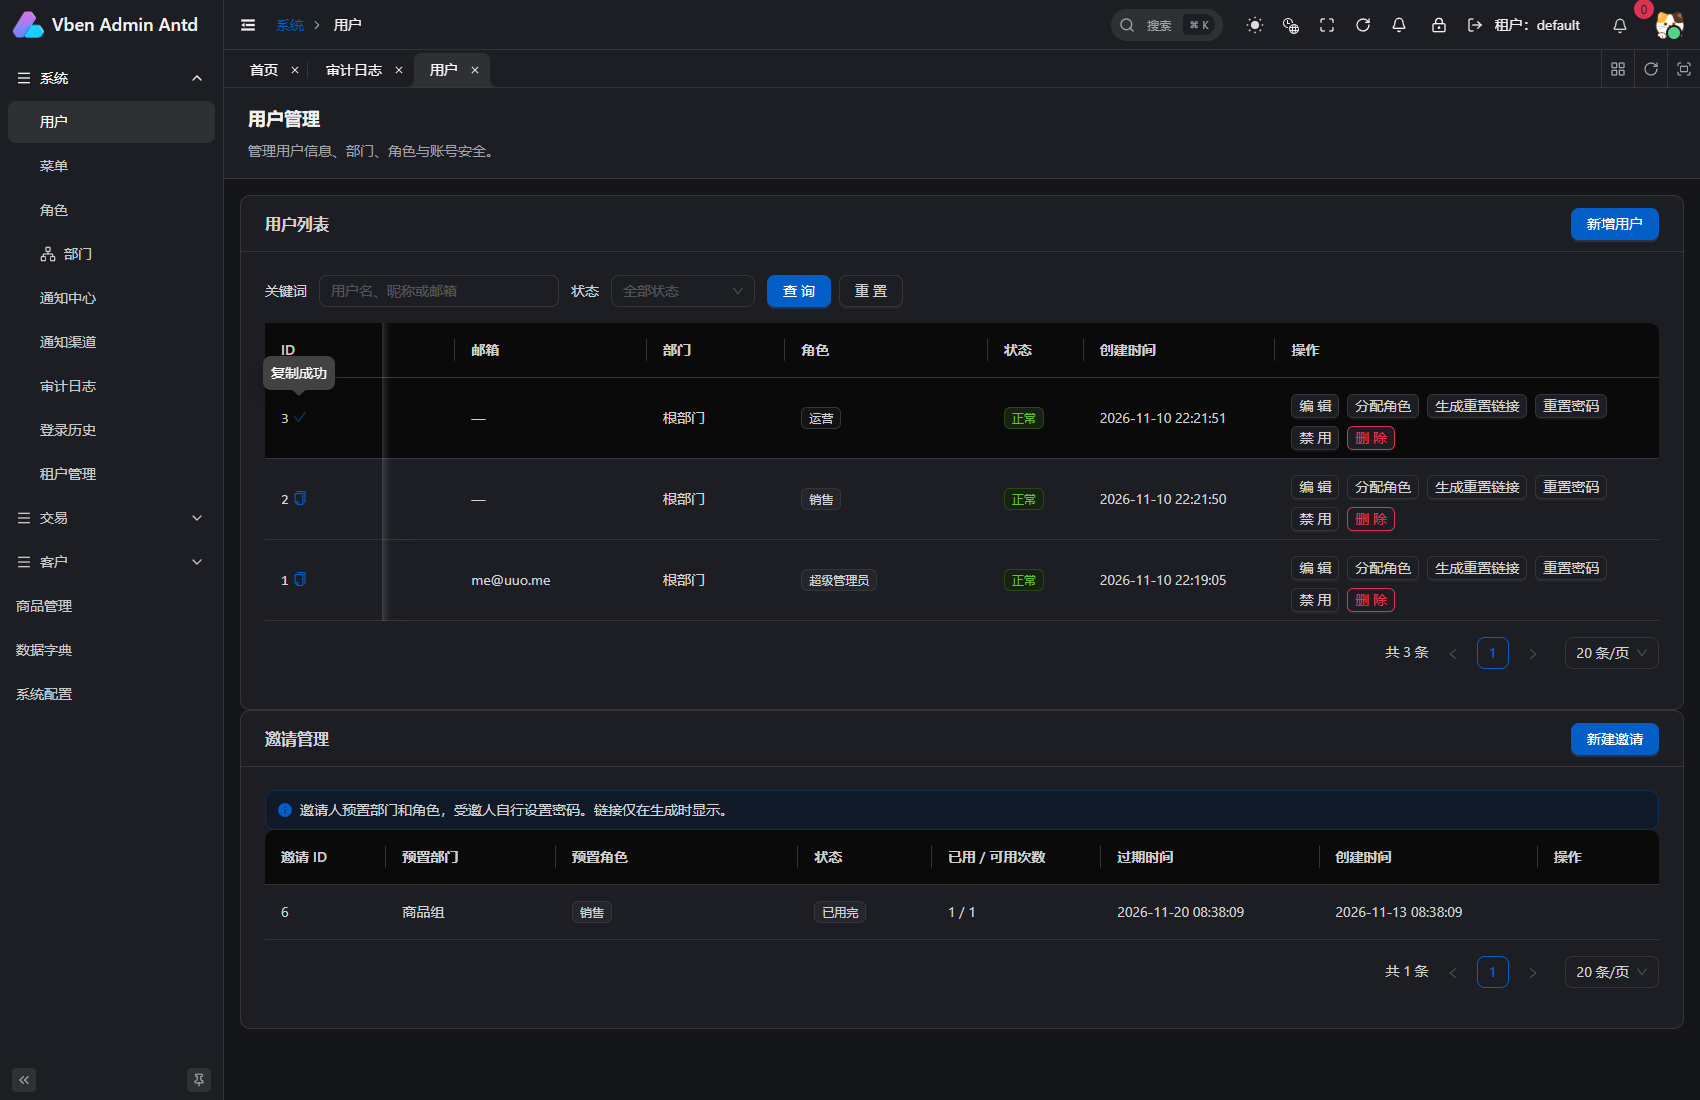 Vben Admin Antd
系统 > 用户
搜索 ⌘ K
租户：default
0
首页 × 审计日志 × 用户 ×
系统
用户
菜单
角色
部门
通知中心
通知渠道
审计日志
登录历史
租户管理
交易
客户
商品管理
数据字典
系统配置
用户管理
管理用户信息、部门、角色与账号安全。
用户列表
新增用户
关键词 用户名、昵称或邮箱 状态 全部状态 查 询 重 置
ID 邮箱 部门 角色 状态 创建时间 操作
复制成功
3 — 根部门 运营 正常 2026-11-10 22:21:51 编 辑 分配角色 生成重置链接 重置密码
禁 用 删 除
2 — 根部门 销售 正常 2026-11-10 22:21:50 编 辑 分配角色 生成重置链接 重置密码
禁 用 删 除
1 me@uuo.me 根部门 超级管理员 正常 2026-11-10 22:19:05 编 辑 分配角色 生成重置链接 重置密码
禁 用 删 除
共 3 条 < 1 > 20 条/页
邀请管理
新建邀请
邀请人预置部门和角色，受邀人自行设置密码。链接仅在生成时显示。
邀请 ID 预置部门 预置角色 状态 已用 / 可用次数 过期时间 创建时间 操作
6 商品组 销售 已用完 1 / 1 2026-11-20 08:38:09 2026-11-13 08:38:09
共 1 条 < 1 > 20 条/页